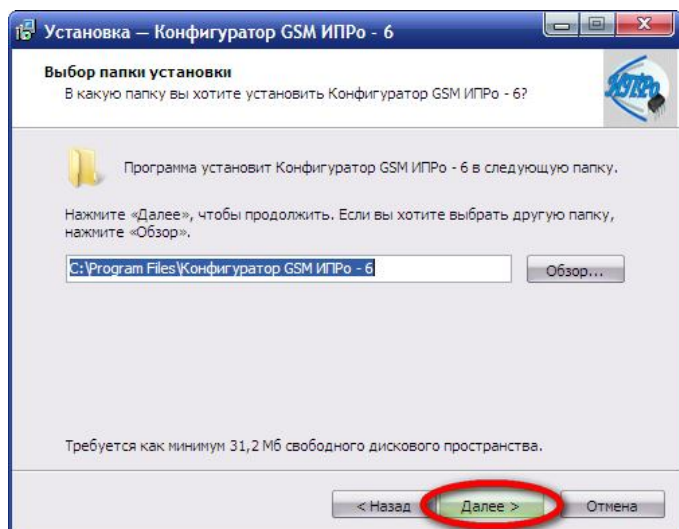 Установка — Конфигуратор GSM ИПРо - 6
Выбор папки установки
В какую папку вы хотите установить Конфигуратор GSM ИПРо - 6?
ИПРо
Программа установит Конфигуратор GSM ИПРо - 6 в следующую папку.
Нажмите «Далее», чтобы продолжить. Если вы хотите выбрать другую папку,
нажмите «Обзор».
C:\Program Files\Конфигуратор GSM ИПРо - 6
Обзор...
Требуется как минимум 31,2 Мб свободного дискового пространства.
< Назад
Далее >
Отмена